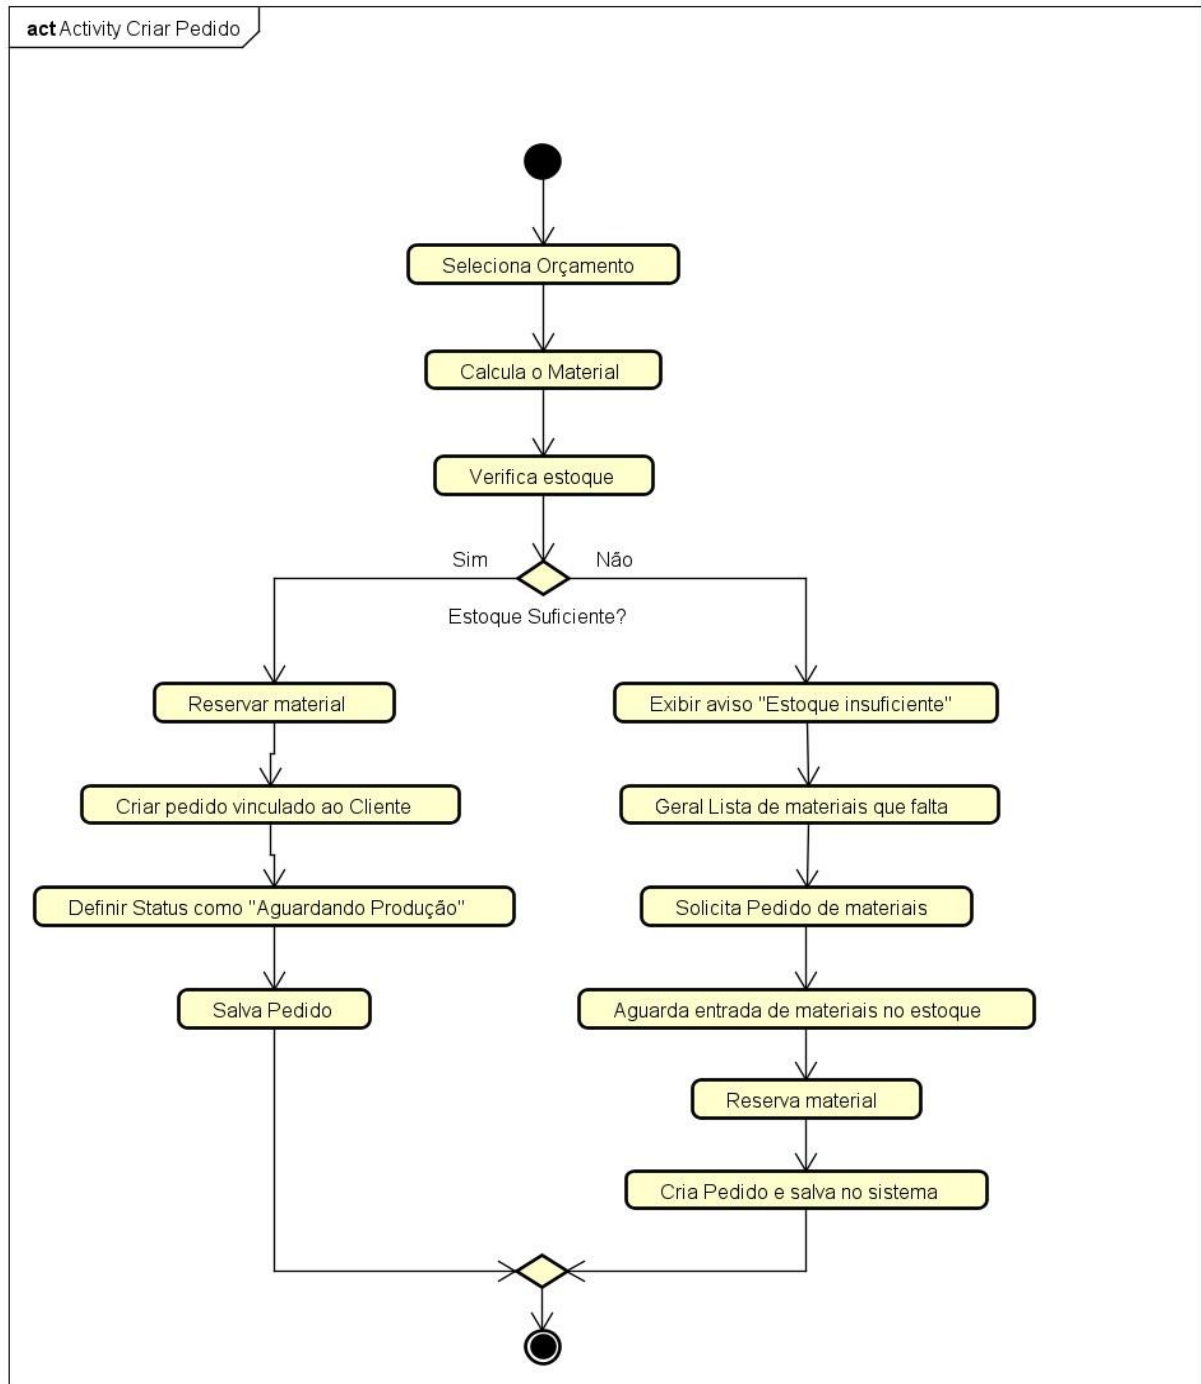 act Activity Criar Pedido
Seleciona Orçamento
Calcula o Material
Verifica estoque
Sim
Não
Estoque Suficiente?
Reservar material
Criar pedido vinculado ao Cliente
Definir Status como "Aguardando Produção"
Salva Pedido
Exibir aviso "Estoque insuficiente"
Geral Lista de materiais que falta
Solicita Pedido de materiais
Aguarda entrada de materiais no estoque
Reserva material
Cria Pedido e salva no sistema